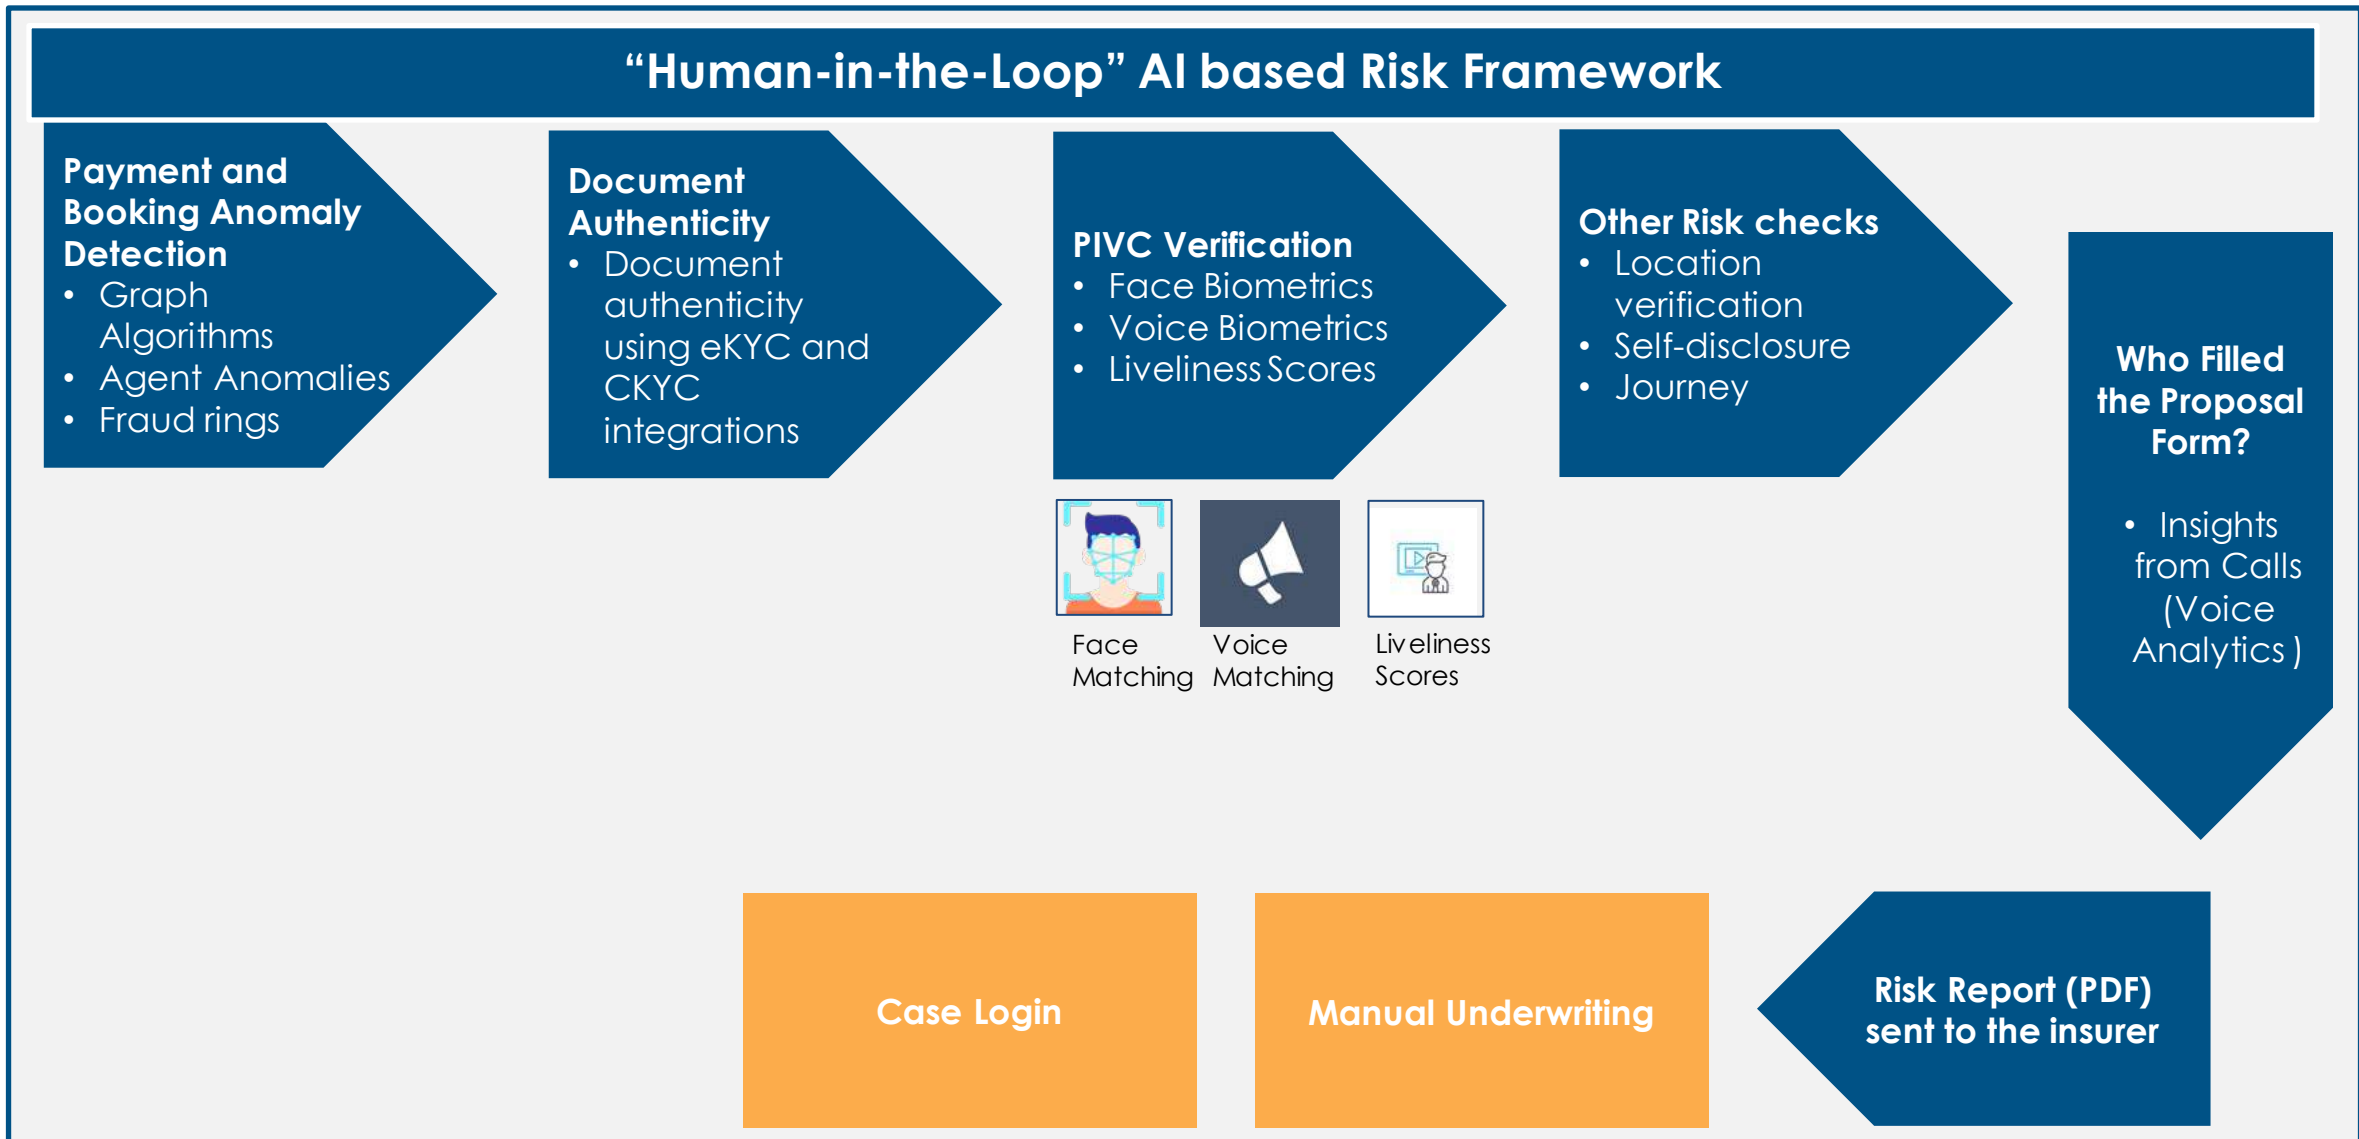 “Human-in-the-Loop” AI based Risk Framework
Payment and
Booking Anomaly
Detection
• Graph
Algorithms
• Agent Anomalies
• Fraud rings
Document
Authenticity
• Document
authenticity
using eKYC and
CKYC
integrations
PIVC Verification
• Face Biometrics
• Voice Biometrics
• Liveliness Scores
Face
Matching
Voice
Matching
Liveliness
Scores
Other Risk checks
• Location
verification
• Self-disclosure
• Journey
Who Filled
the Proposal
Form?
• Insights
from Calls
(Voice
Analytics)
Risk Report (PDF)
sent to the insurer
Manual Underwriting
Case Login